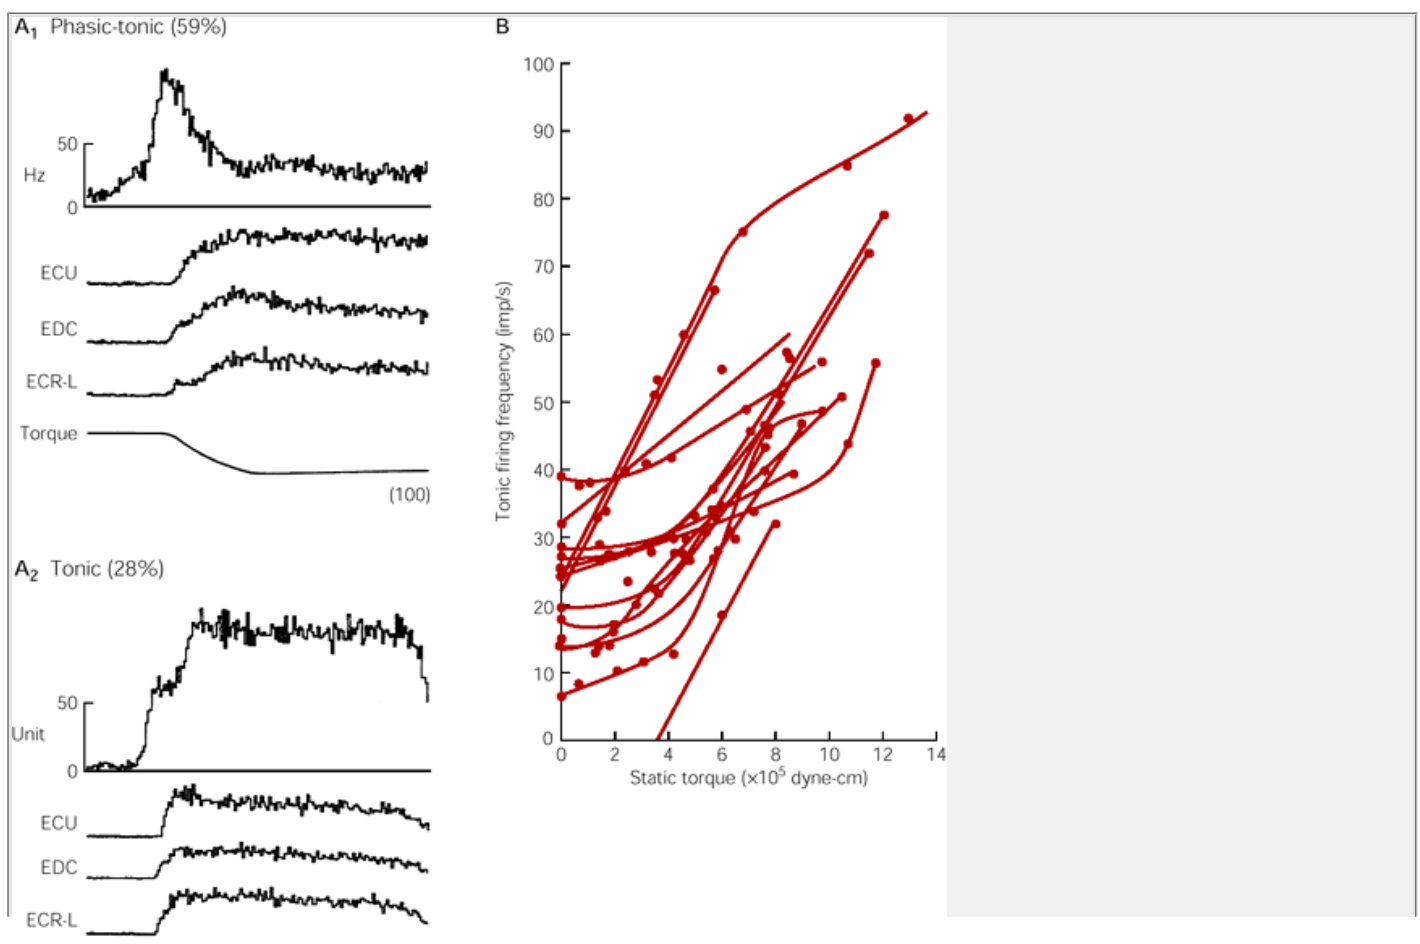 A1 Phasic-tonic (59%)
50
Hz
0
ECU
EDC
ECR-L
Torque
(100)
A2 Tonic (28%)
50
Unit
0
ECU
EDC
ECR-L
B
100
90
80
70
60
50
40
30
20
10
0
Tonic firing frequency (imp/s)
0 2 4 6 8 10 12 14
Static torque (×10⁵ dyne-cm)